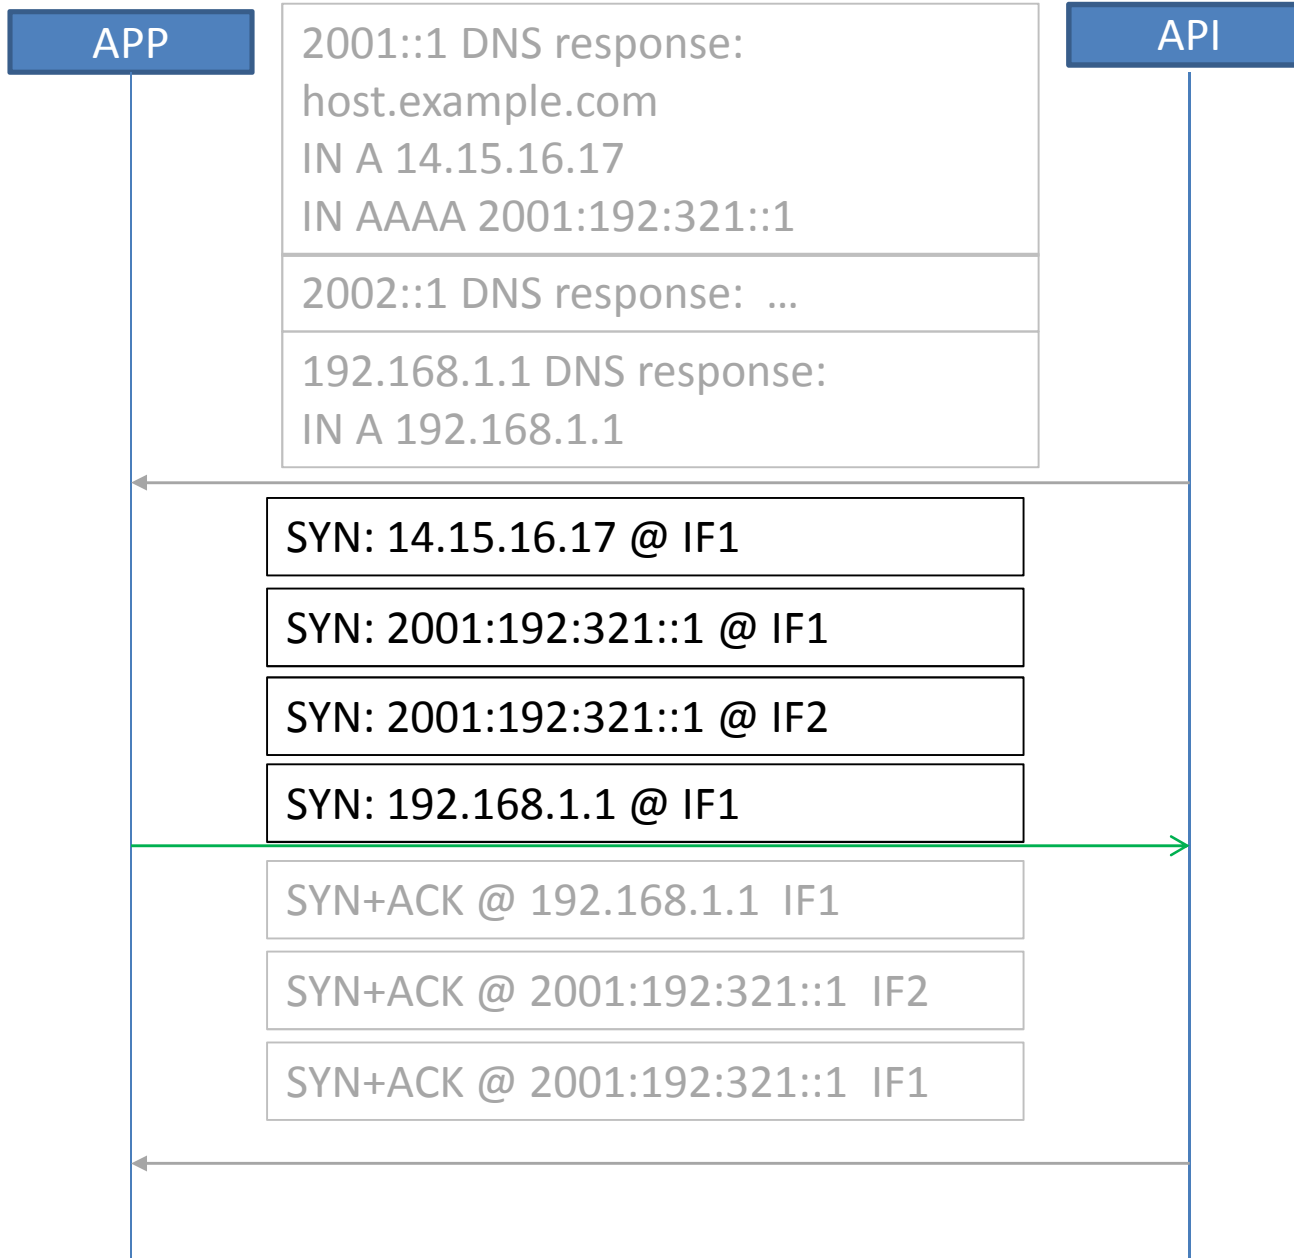 APP
API
2001::1 DNS response:
host.example.com
IN A 14.15.16.17
IN AAAA 2001:192:321::1
2002::1 DNS response:  …
192.168.1.1 DNS response:
IN A 192.168.1.1
SYN: 14.15.16.17 @ IF1
SYN: 2001:192:321::1 @ IF1
SYN: 2001:192:321::1 @ IF2
SYN: 192.168.1.1 @ IF1
SYN+ACK @ 192.168.1.1  IF1
SYN+ACK @ 2001:192:321::1  IF2
SYN+ACK @ 2001:192:321::1  IF1